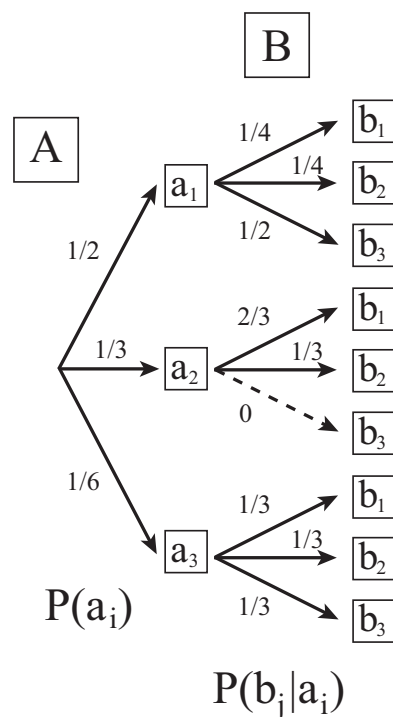 B
A
1/2
1/3
1/6
a₁
1/4
1/4
1/2
b₁
b₂
b₃
a₂
2/3
1/3
0
b₁
b₂
b₃
a₃
1/3
1/3
1/3
b₁
b₂
b₃
P(aᵢ)
P(bⱼ|aᵢ)